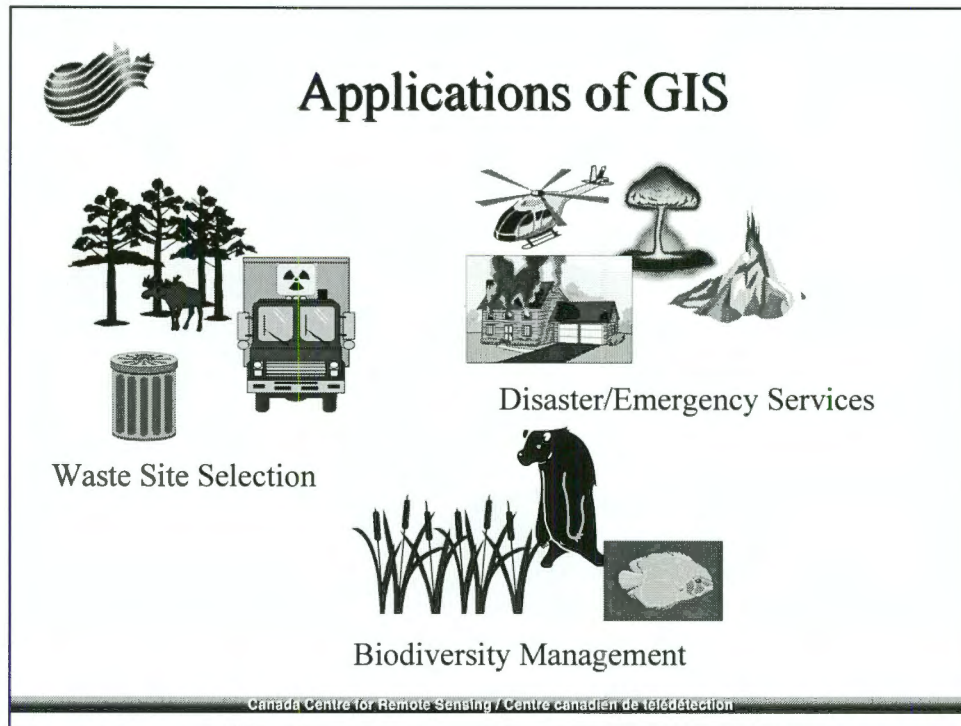 Applications of GIS
Disaster/Emergency Services
Waste Site Selection
Biodiversity Management
Canada Centre for Remote Sensing / Centre canadien de télédétection